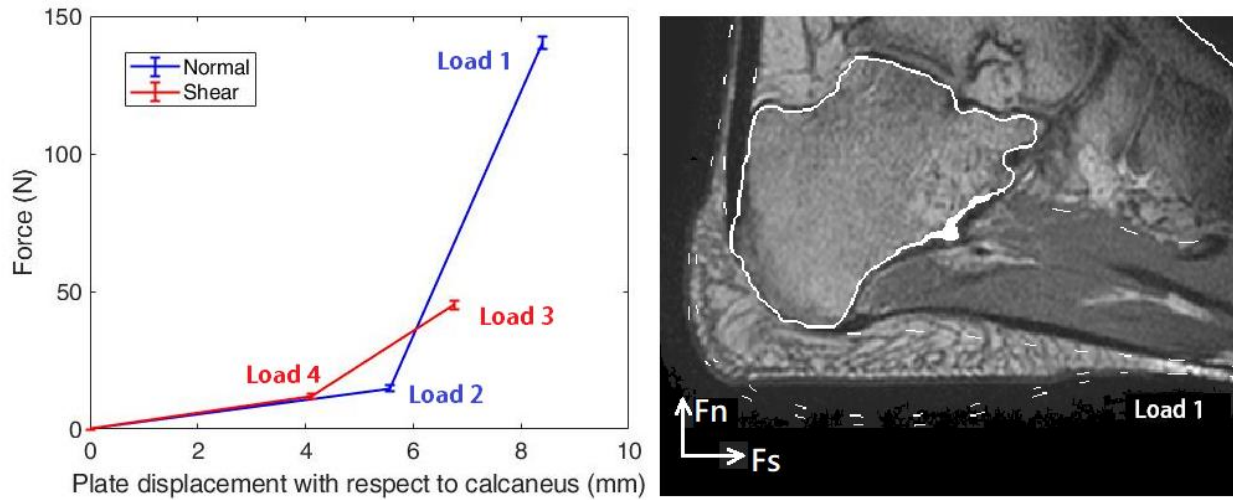 150
100
50
0
Force (N)
Normal
Shear
Load 1
Load 3
Load 4
Load 2
0 2 4 6 8 10
Plate displacement with respect to calcaneus (mm)
Fn
Fs
Load 1